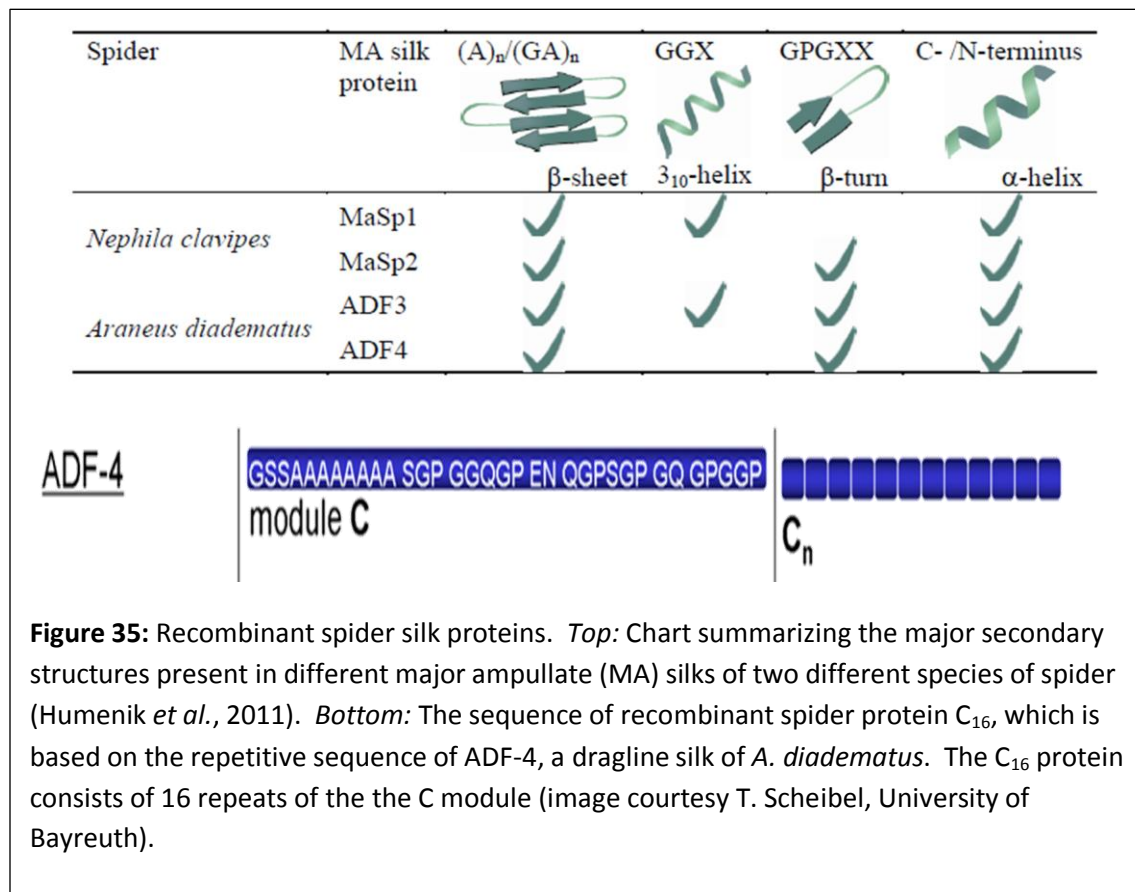 Spider MA silk protein (A)n/(GA)n GGX GPGXX C- /N-terminus
β-sheet 3₁₀-helix β-turn α-helix
Nephila clavipes
MaSp1
MaSp2
Araneus diadematus
ADF3
ADF4
ADF-4
GSSAAAAAAAA SGP GGQGP EN QGPSGP GQ GPGGP
module C
Cn
Figure 35: Recombinant spider silk proteins. Top: Chart summarizing the major secondary
structures present in different major ampullate (MA) silks of two different species of spider
(Humenik et al., 2011). Bottom: The sequence of recombinant spider protein C₁₆, which is
based on the repetitive sequence of ADF-4, a dragline silk of A. diadematus. The C₁₆ protein
consists of 16 repeats of the the C module (image courtesy T. Scheibel, University of
Bayreuth).